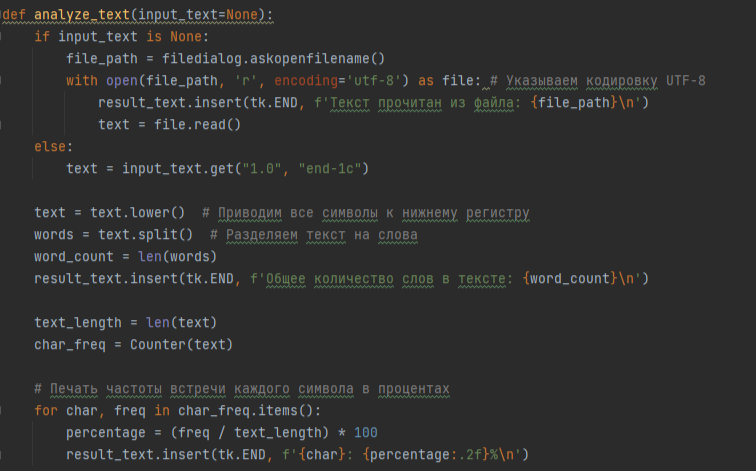 def analyze_text(input_text=None):
    if input_text is None:
        file_path = filedialog.askopenfilename()
        with open(file_path, 'r', encoding='utf-8') as file: # Указываем кодировку UTF-8
            result_text.insert(tk.END, f'Текст прочитан из файла: {file_path}\n')
            text = file.read()
    else:
        text = input_text.get("1.0", "end-1c")

    text = text.lower()  # Приводим все символы к нижнему регистру
    words = text.split()  # Разделяем текст на слова
    word_count = len(words)
    result_text.insert(tk.END, f'Общее количество слов в тексте: {word_count}\n')

    text_length = len(text)
    char_freq = Counter(text)

    # Печать частоты встречи каждого символа в процентах
    for char, freq in char_freq.items():
        percentage = (freq / text_length) * 100
        result_text.insert(tk.END, f'{char}: {percentage:.2f}%\n')